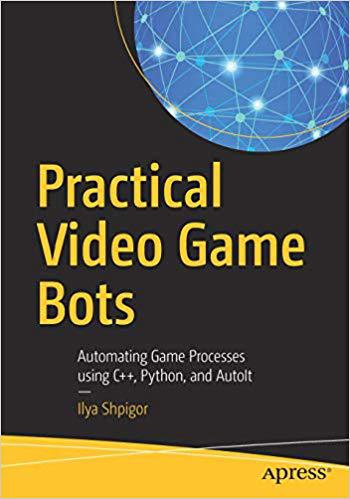 Practical
Video Game
Bots
Automating Game Processes
using C++, Python, and AutoIt
—
Ilya Shpigor
Apress®